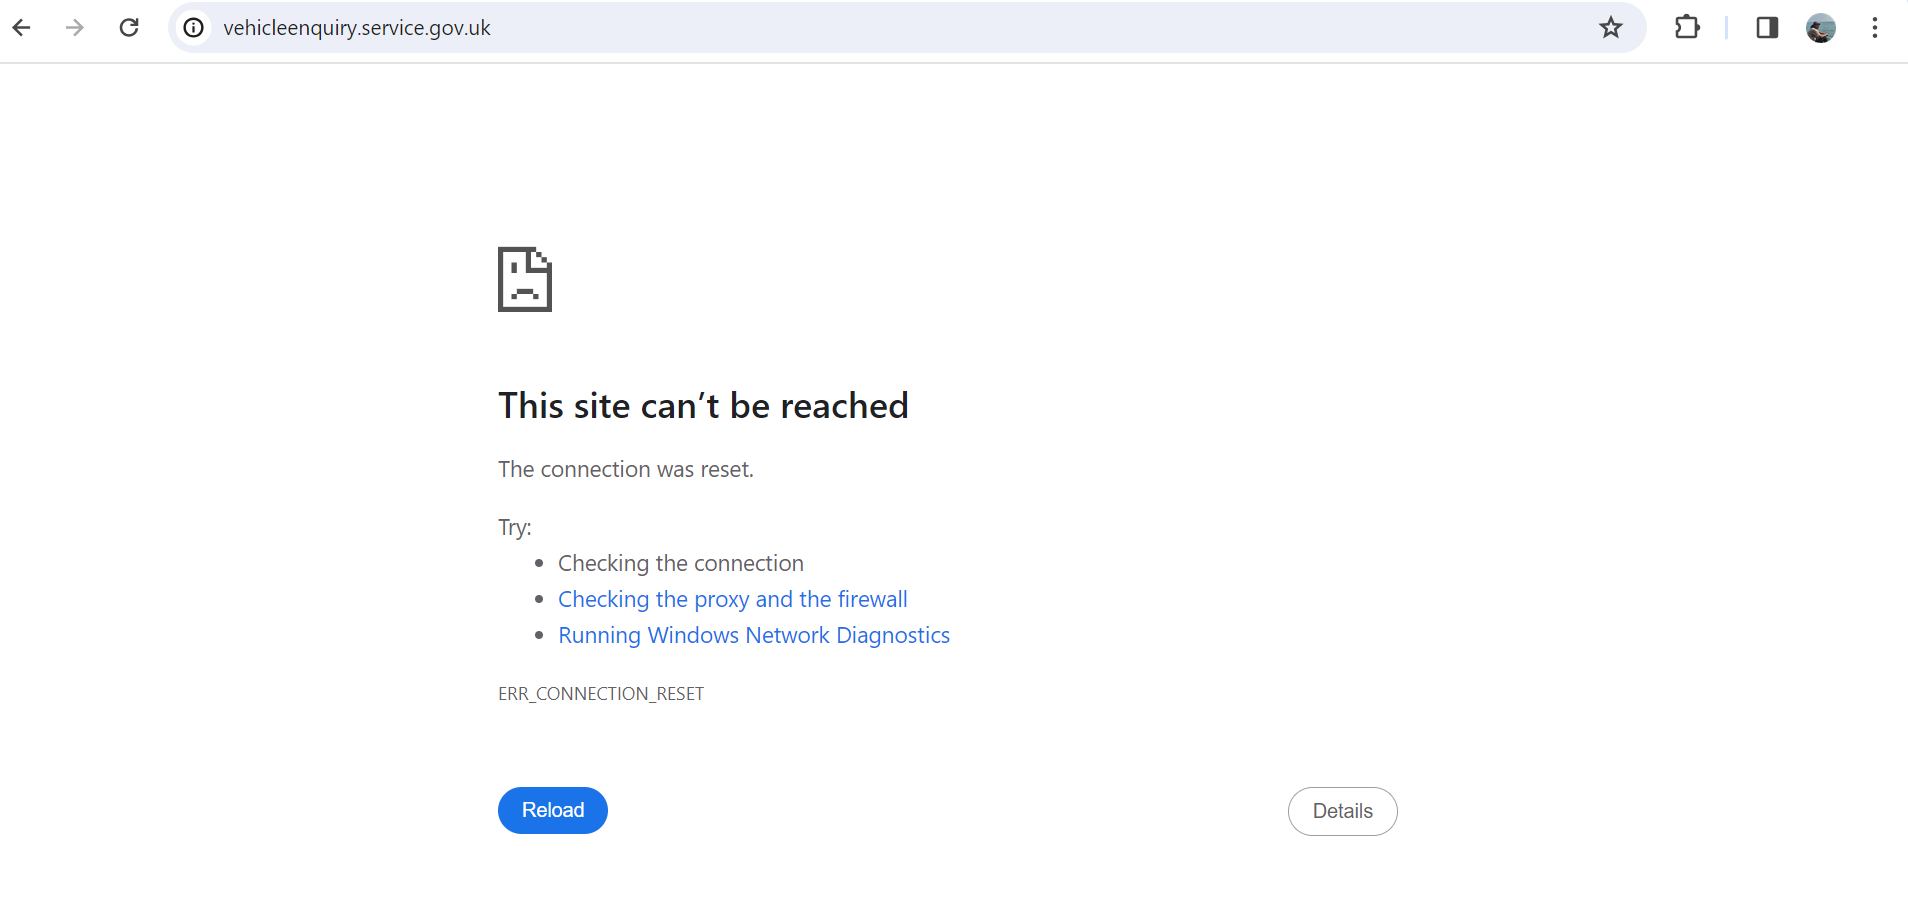 vehicleenquiry.service.gov.uk
This site can’t be reached
The connection was reset.
Try:
Checking the connection
Checking the proxy and the firewall
Running Windows Network Diagnostics
ERR_CONNECTION_RESET
Reload
Details